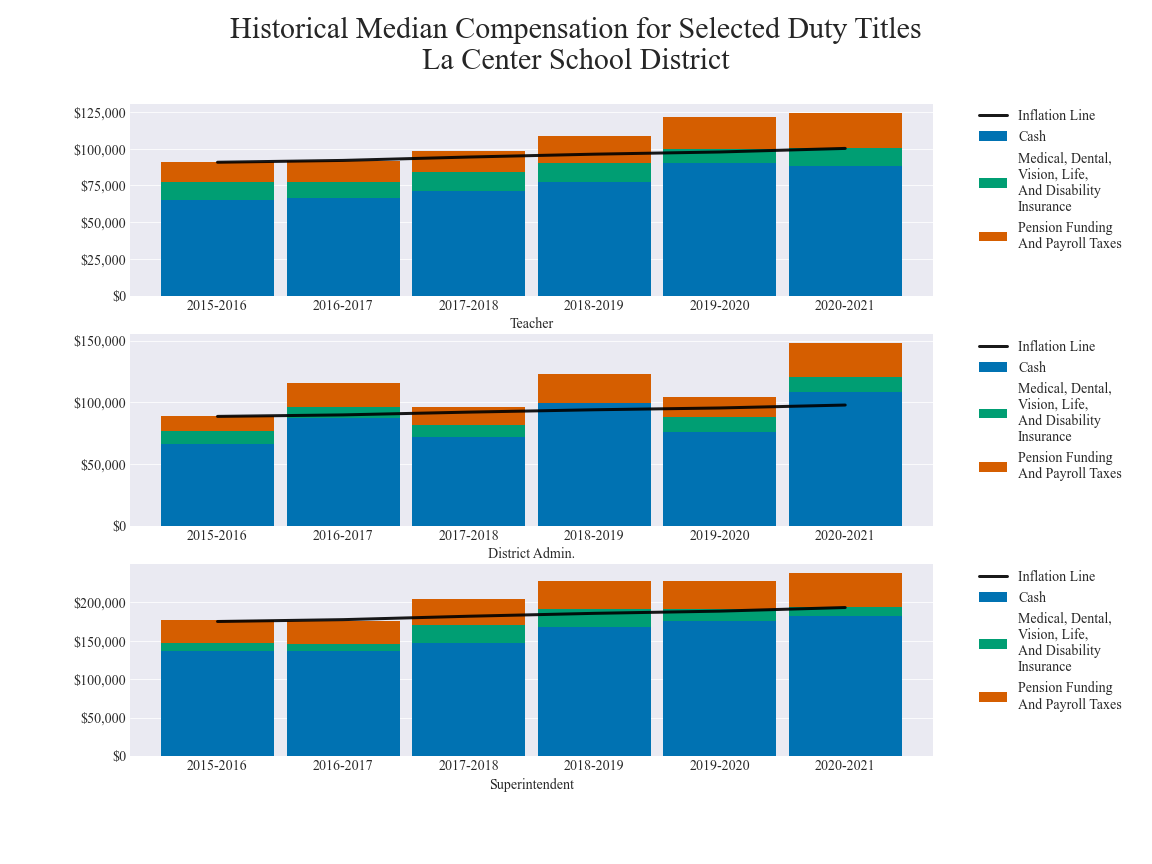 Historical Median Compensation for Selected Duty Titles
La Center School District
$125,000
$100,000
$75,000
$50,000
$25,000
$0
2015-2016 2016-2017 2017-2018 2018-2019 2019-2020 2020-2021
Teacher
Inflation Line
Cash
Medical, Dental,
Vision, Life,
And Disability
Insurance
Pension Funding
And Payroll Taxes
$150,000
$100,000
$50,000
$0
2015-2016 2016-2017 2017-2018 2018-2019 2019-2020 2020-2021
District Admin.
Inflation Line
Cash
Medical, Dental,
Vision, Life,
And Disability
Insurance
Pension Funding
And Payroll Taxes
$200,000
$150,000
$100,000
$50,000
$0
2015-2016 2016-2017 2017-2018 2018-2019 2019-2020 2020-2021
Superintendent
Inflation Line
Cash
Medical, Dental,
Vision, Life,
And Disability
Insurance
Pension Funding
And Payroll Taxes